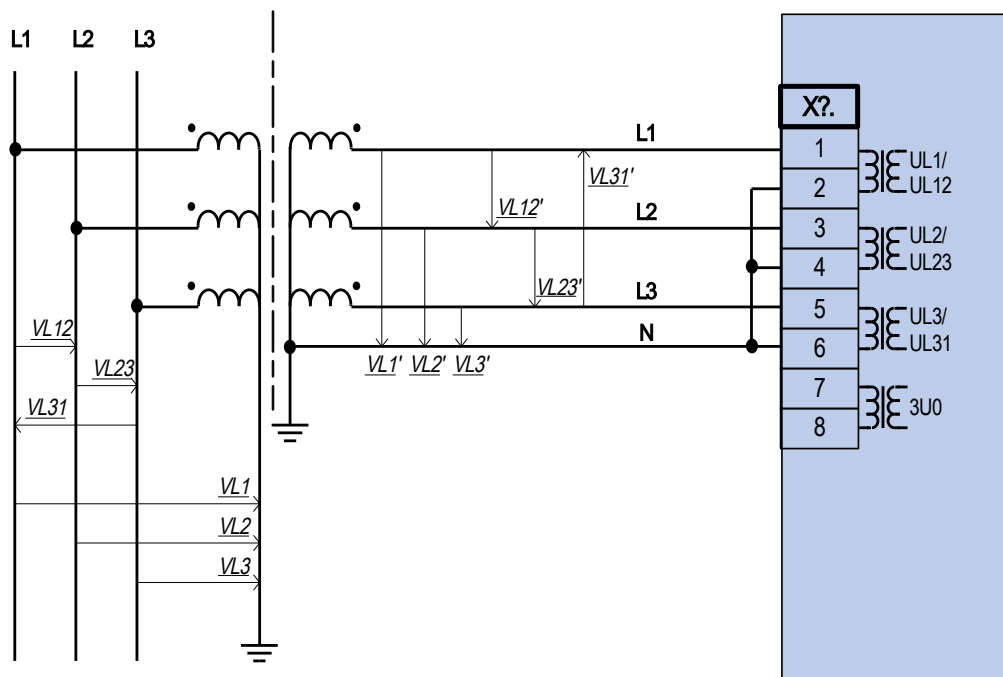 L1 L2 L3
X?.
L1
1
UL1/
VL31'
2
UL12
VL12'
L2
3
UL2/
4
UL23
VL23'
L3
5
UL3/
VL12
N
6
UL31
VL23
VL1' VL2' VL3'
7
VL31
3U0
8
VL1
VL2
VL3